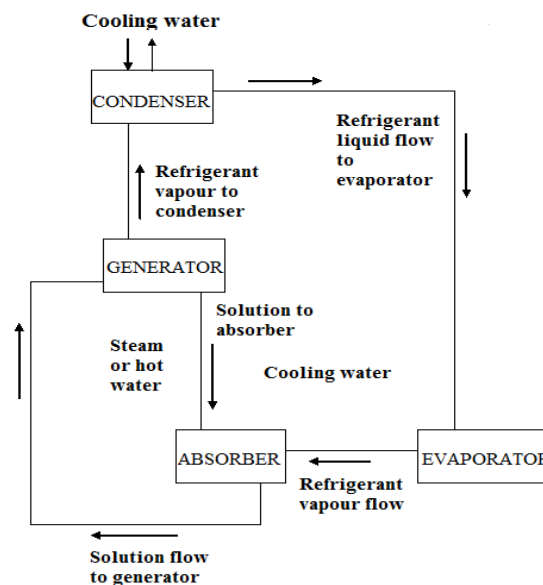 Cooling water
CONDENSER
Refrigerant
liquid flow
to
evaporator
Refrigerant
vapour to
condenser
GENERATOR
Solution to
absorber
Steam
or hot
water
Cooling water
ABSORBER
EVAPORATOR
Refrigerant
vapour flow
Solution flow
to generator